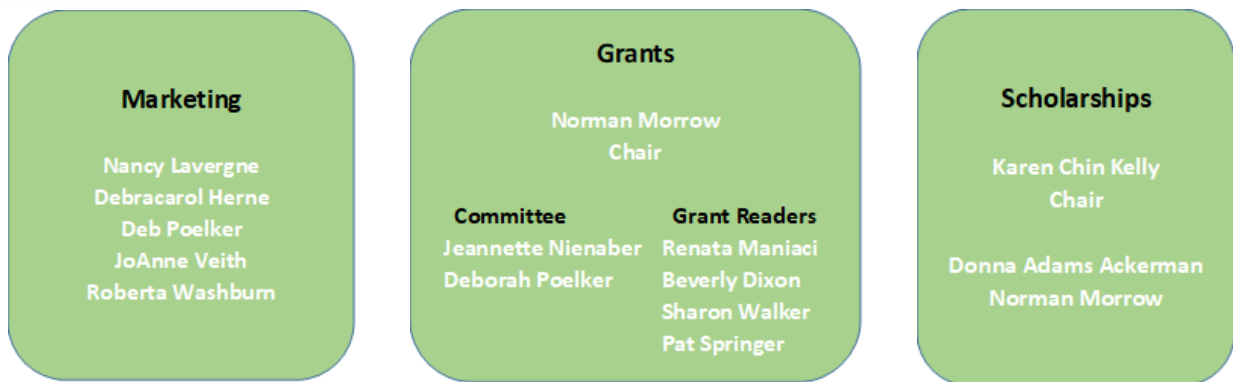 Marketing
Nancy Lavergne
Debracarol Herne
Deb Poelker
JoAnne Veith
Roberta Washburn
Grants
Norman Morrow
Chair
Committee
Jeannette Nienaber
Deborah Poelker
Grant Readers
Renata Maniaci
Beverly Dixon
Sharon Walker
Pat Springer
Scholarships
Karen Chin Kelly
Chair
Donna Adams Ackerman
Norman Morrow